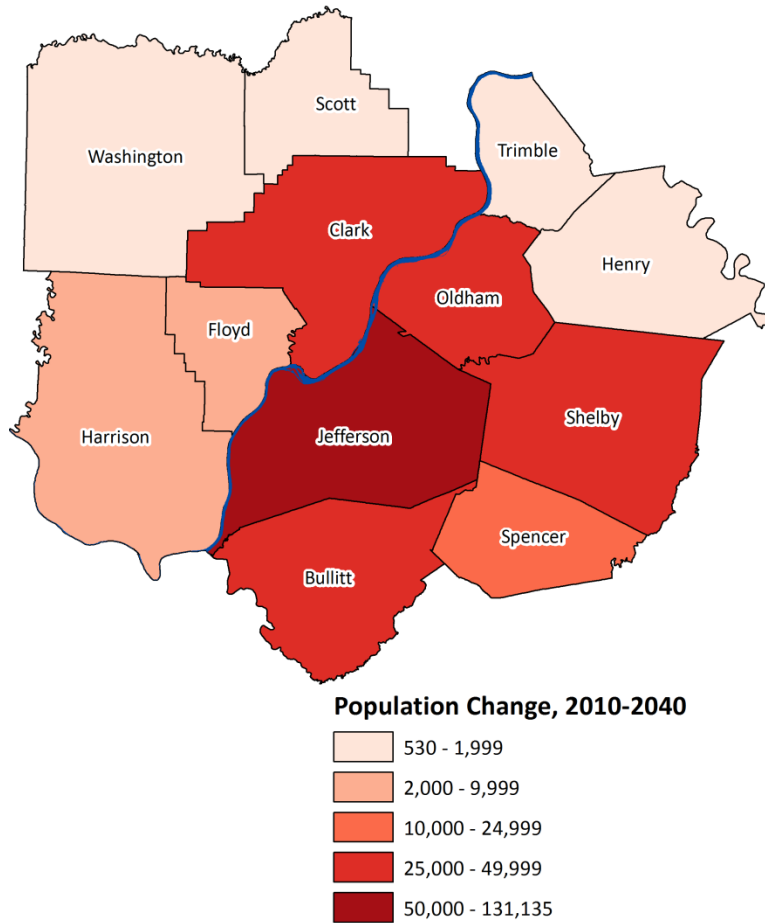 Scott
Washington
Trimble
Clark
Henry
Oldham
Floyd
Shelby
Harrison
Jefferson
Spencer
Bullitt
Population Change, 2010-2040
530 - 1,999
2,000 - 9,999
10,000 - 24,999
25,000 - 49,999
50,000 - 131,135